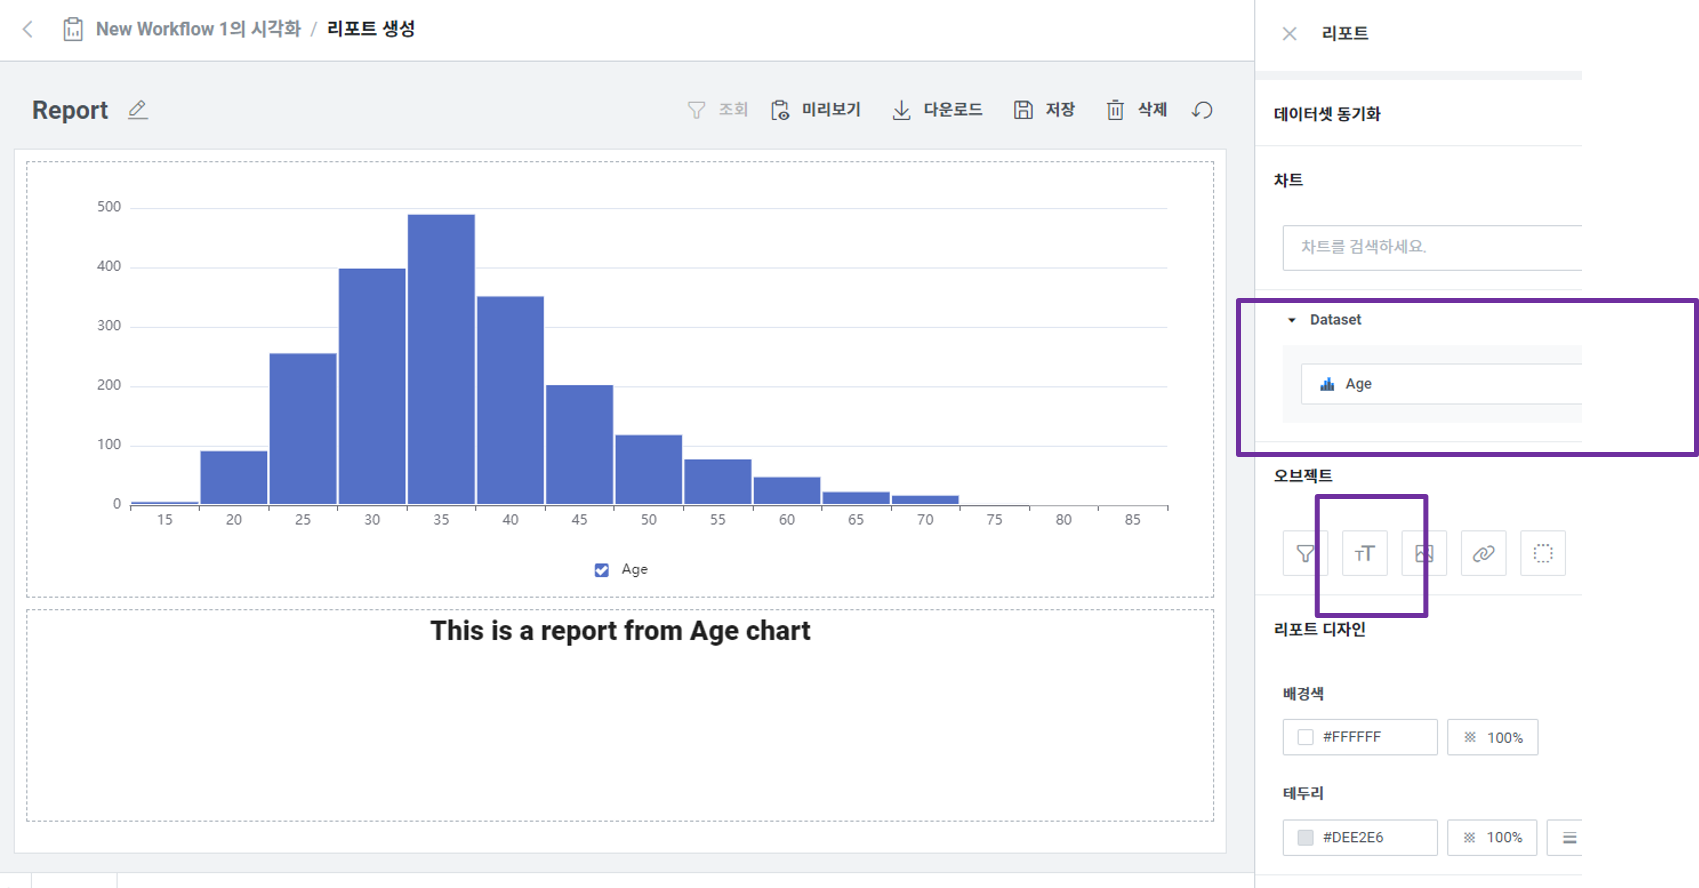 New Workflow 1의 시각화 / 리포트 생성
리포트
Report
조회 미리보기 다운로드 저장 삭제
데이터셋 동기화
차트
차트를 검색하세요.
Dataset
Age
오브젝트
TT
리포트 디자인
배경색
#FFFFFF 100%
테두리
#DEE2E6 100%
500
400
300
200
100
0
15 20 25 30 35 40 45 50 55 60 65 70 75 80 85
Age
This is a report from Age chart